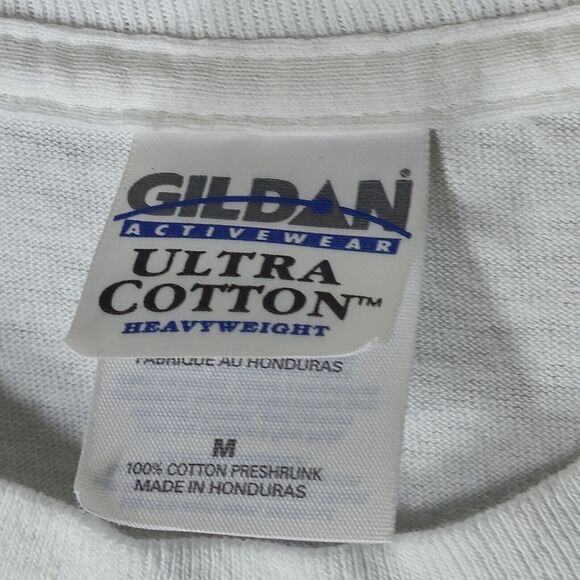 GILDAN®
ACTIVEWEAR
ULTRA
COTTON™
HEAVYWEIGHT
FABRIQUE AU HONDURAS
M
100% COTTON PRESHRUNK
MADE IN HONDURAS